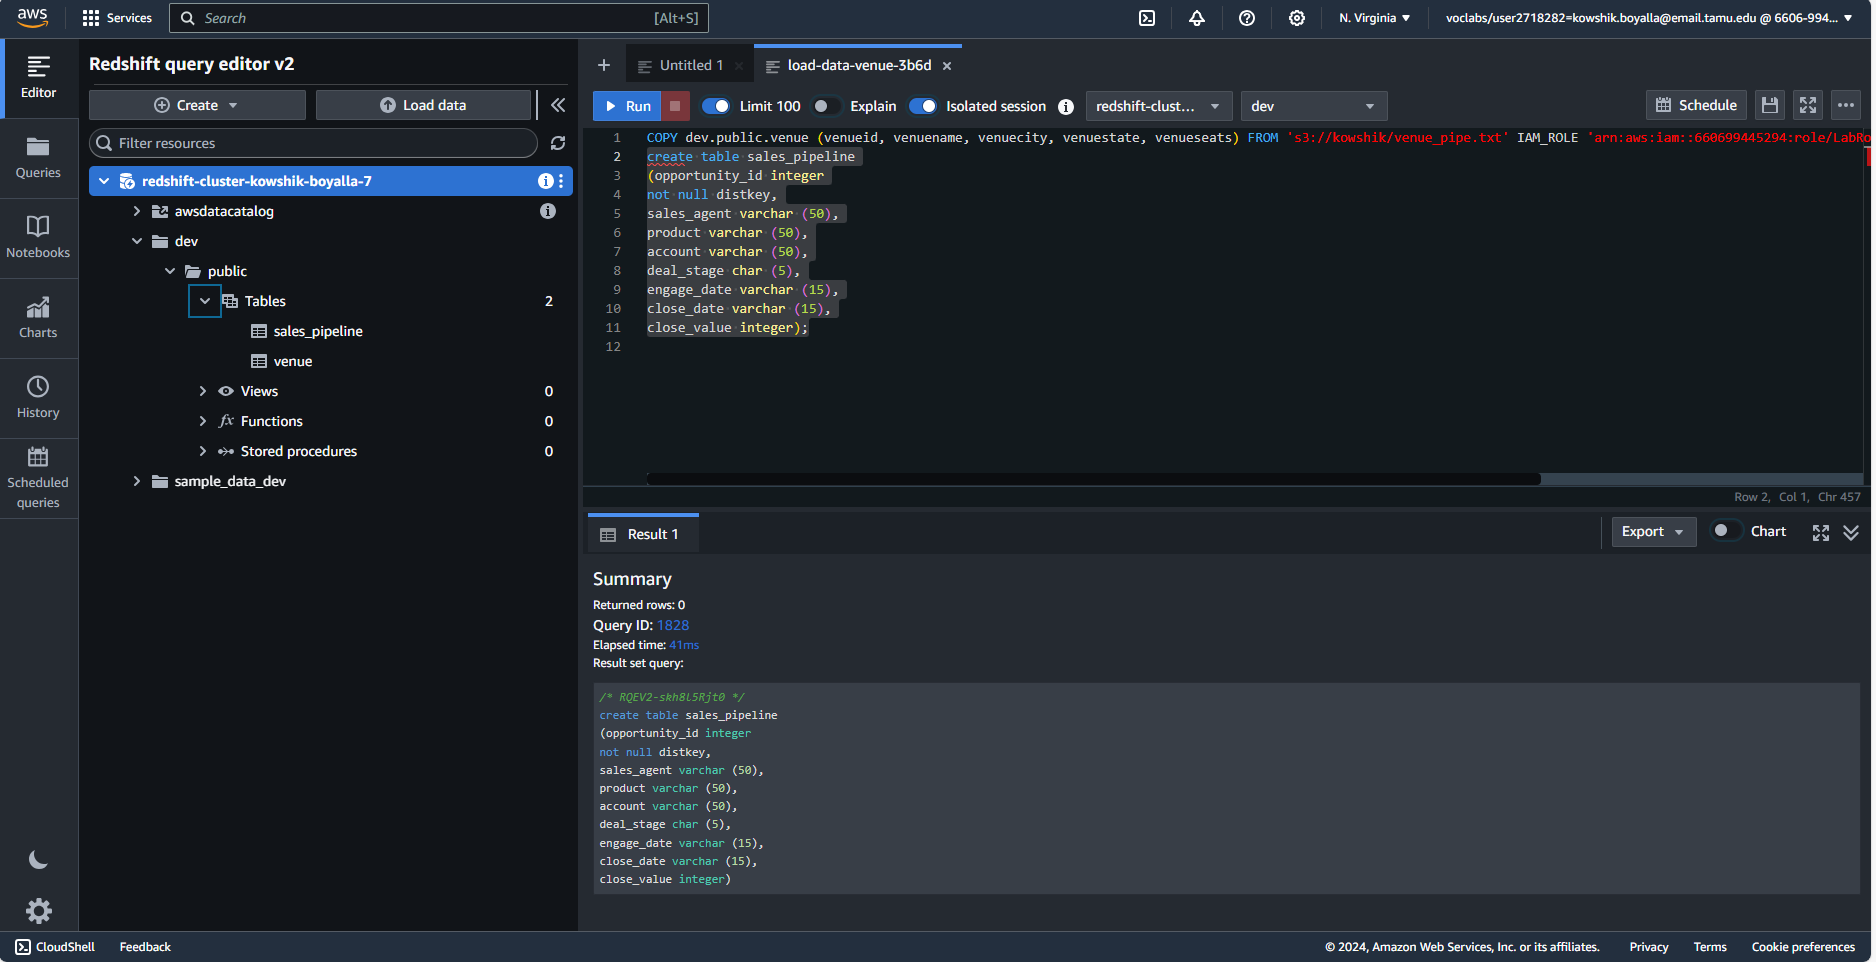 aws
Services
Search
[Alt+S]
N. Virginia
voclabs/user2718282=kowshik.boyalla@email.tamu.edu @ 6606-994...
Editor
Queries
Notebooks
Charts
History
Scheduled
queries
Redshift query editor v2
Create
Load data
Filter resources
redshift-cluster-kowshik-boyalla-7
awsdatacatalog
dev
public
Tables 2
sales_pipeline
venue
Views 0
fx Functions 0
Stored procedures 0
sample_data_dev
Untitled 1
load-data-venue-3b6d
Run
Limit 100
Explain
Isolated session
redshift-clust...
dev
Schedule
1 COPY dev.public.venue (venueid, venuename, venuecity, venuestate, venueseats) FROM 's3://kowshik/venue_pipe.txt' IAM_ROLE 'arn:aws:iam::660699445294:role/LabRo
2 create table sales_pipeline
3 (opportunity_id integer
4 not null distkey,
5 sales_agent varchar (50),
6 product varchar (50),
7 account varchar (50),
8 deal_stage char (5),
9 engage_date varchar (15),
10 close_date varchar (15),
11 close_value integer);
12
Row 2, Col 1, Chr 457
Result 1
Export
Chart
Summary
Returned rows: 0
Query ID: 1828
Elapsed time: 41ms
Result set query:
/* RQEV2-skh8l5Rjt0 */
create table sales_pipeline
(opportunity_id integer
not null distkey,
sales_agent varchar (50),
product varchar (50),
account varchar (50),
deal_stage char (5),
engage_date varchar (15),
close_date varchar (15),
close_value integer)
CloudShell
Feedback
© 2024, Amazon Web Services, Inc. or its affiliates.
Privacy
Terms
Cookie preferences